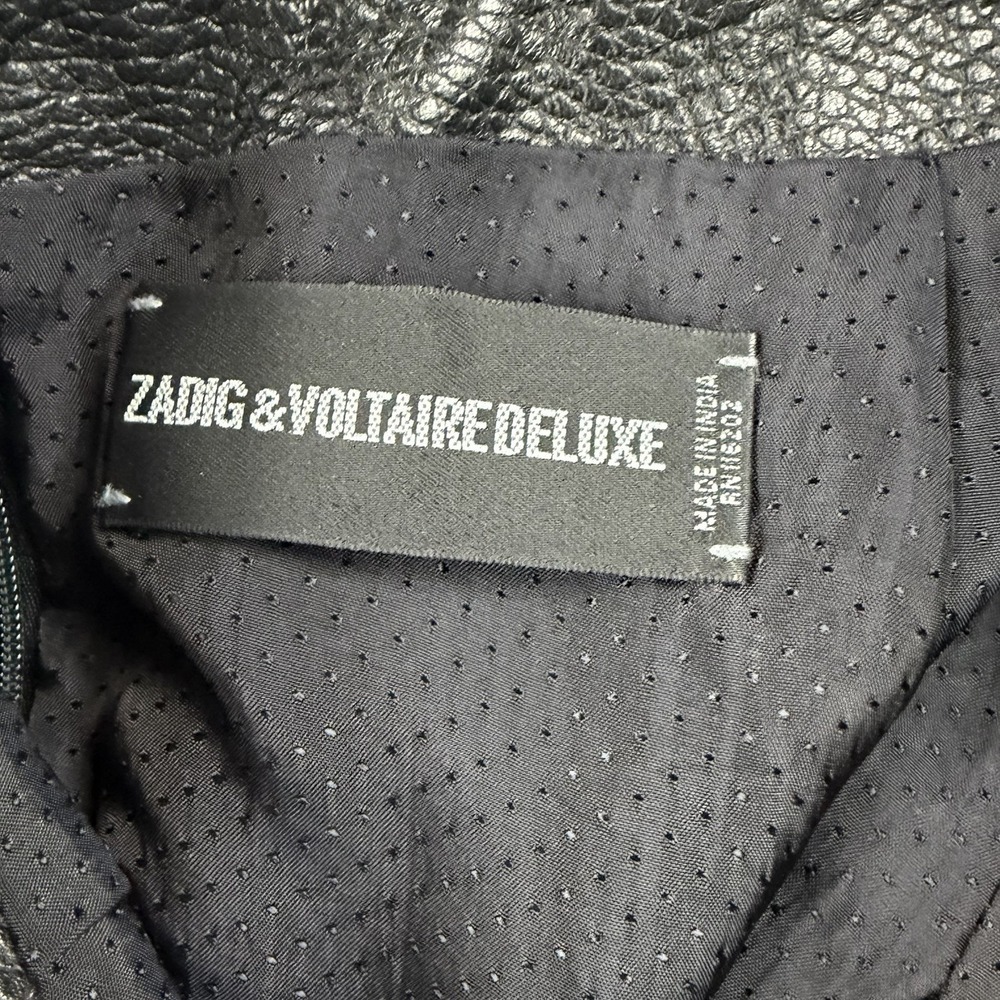 ZADIG&VOLTAIRE DELUXE
MADE IN INDIA
RN116202